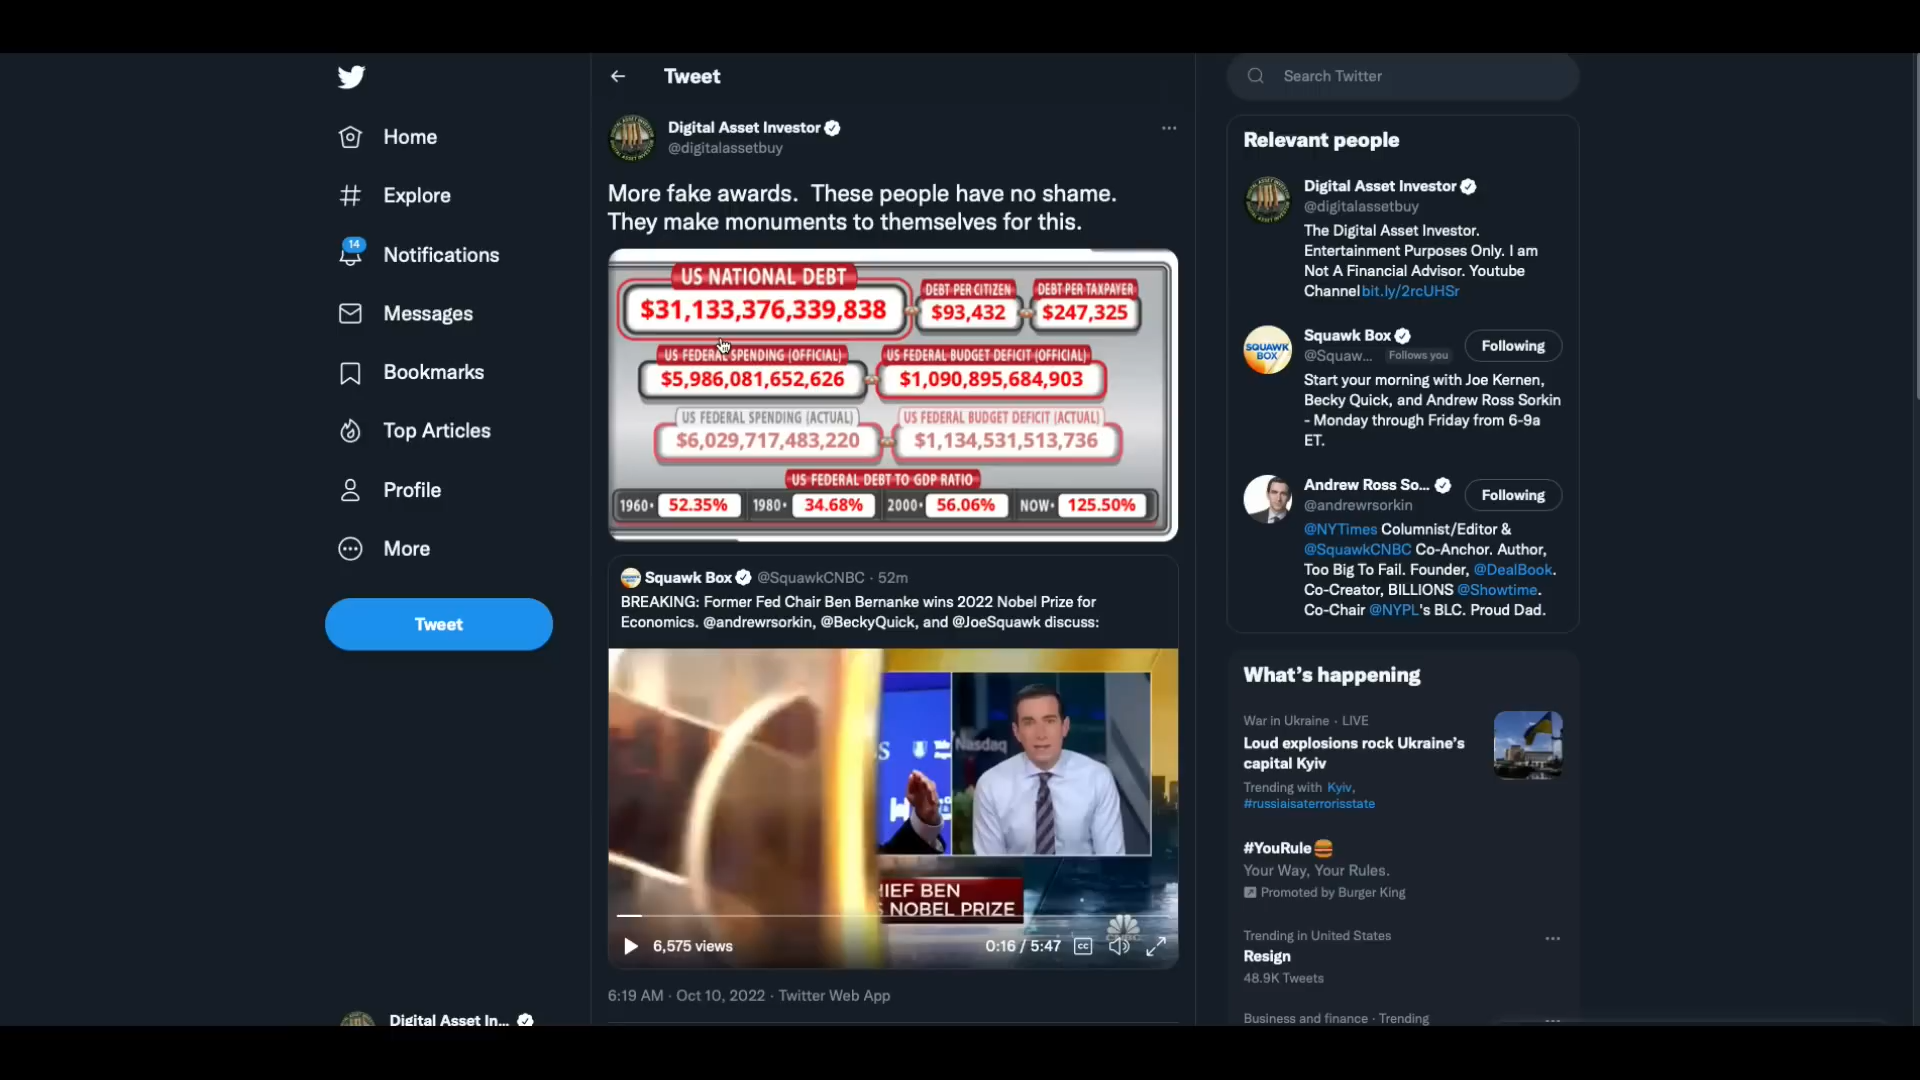 Home
Explore
14
Notifications
Messages
Bookmarks
Top Articles
Profile
More
Tweet
Digital Asset In...
Tweet
Digital Asset Investor
@digitalassetbuy
More fake awards.  These people have no shame.
They make monuments to themselves for this.
US NATIONAL DEBT
$31,133,376,339,838
DEBT PER CITIZEN
$93,432
DEBT PER TAXPAYER
$247,325
US FEDERAL SPENDING (OFFICIAL)
$5,986,081,652,626
US FEDERAL BUDGET DEFICIT (OFFICIAL)
$1,090,895,684,903
US FEDERAL SPENDING (ACTUAL)
$6,029,717,483,220
US FEDERAL BUDGET DEFICIT (ACTUAL)
$1,134,531,513,736
US FEDERAL DEBT TO GDP RATIO
1960• 52.35% 1980• 34.68% 2000• 56.06% NOW• 125.50%
Squawk Box @SquawkCNBC · 52m
BREAKING: Former Fed Chair Ben Bernanke wins 2022 Nobel Prize for
Economics. @andrewrsorkin, @BeckyQuick, and @JoeSquawk discuss:
Nasdaq
HIEF BEN
S NOBEL PRIZE
6,575 views
0:16 / 5:47
CC
6:19 AM · Oct 10, 2022 · Twitter Web App
Search Twitter
Relevant people
Digital Asset Investor
@digitalassetbuy
The Digital Asset Investor.
Entertainment Purposes Only. I am
Not A Financial Advisor. Youtube
Channel bit.ly/2rcUHSr
SQUAWK
BOX
Squawk Box
@Squaw... Follows you
Following
Start your morning with Joe Kernen,
Becky Quick, and Andrew Ross Sorkin
- Monday through Friday from 6-9a
ET.
Andrew Ross So...
@andrewrsorkin
Following
@NYTimes Columnist/Editor &
@SquawkCNBC Co-Anchor. Author,
Too Big To Fail. Founder, @DealBook.
Co-Creator, BILLIONS @Showtime.
Co-Chair @NYPL's BLC. Proud Dad.
What's happening
War in Ukraine · LIVE
Loud explosions rock Ukraine's
capital Kyiv
Trending with Kyiv,
#russiaisaterrorisstate
#YouRule🍔
Your Way, Your Rules.
Promoted by Burger King
Trending in United States
Resign
48.9K Tweets
Business and finance · Trending